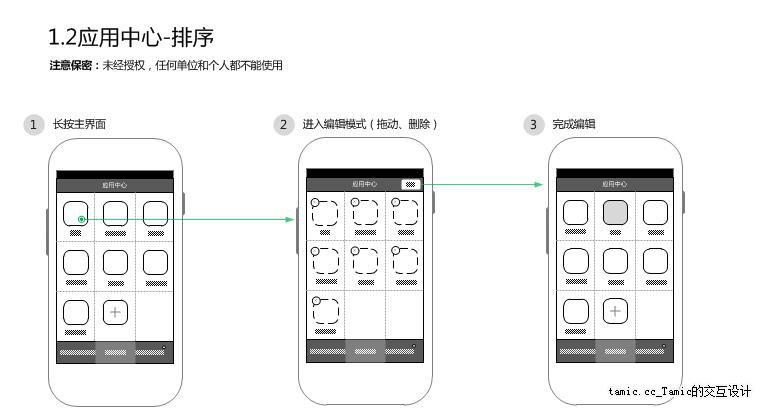 1.2应用中心-排序
注意保密：未经授权，任何单位和个人都不能使用
1 长按主界面
2 进入编辑模式（拖动、删除）
3 完成编辑
应用中心
应用中心
应用中心
tamic.cc_Tamic的交互设计